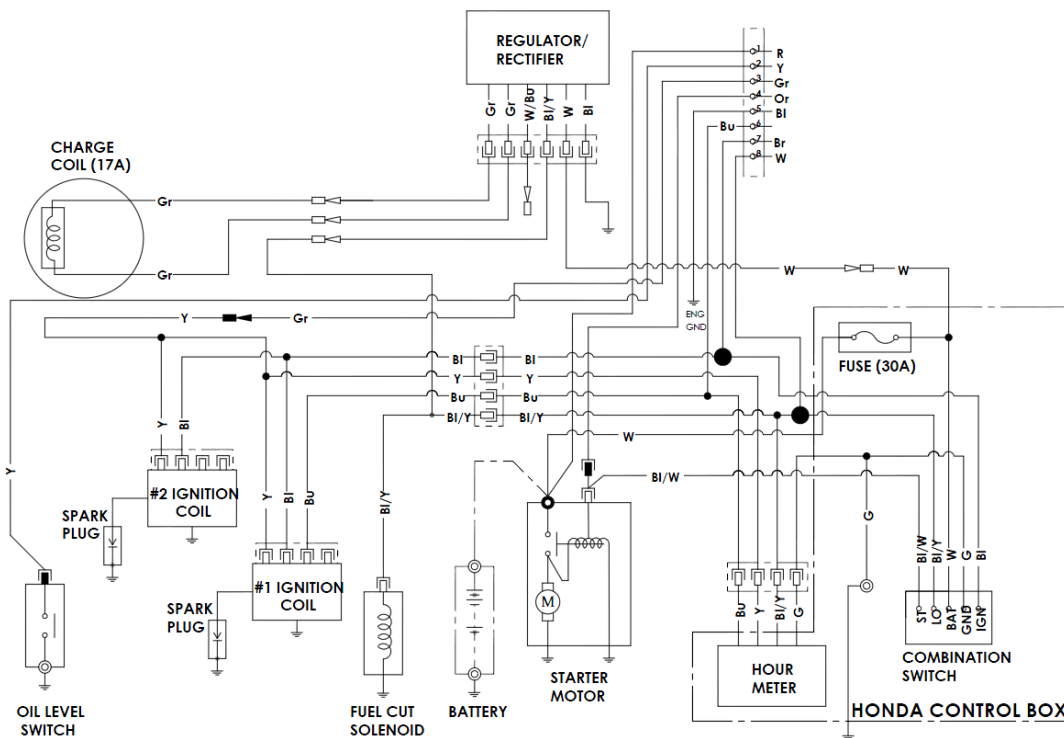 REGULATOR/
RECTIFIER
Gr
Gr
W/Bu
Bl/Y
W
Bl
1
R
2
Y
3
Gr
4
Or
5
Bl
Bu
6
7
Br
8
W
CHARGE
COIL (17A)
Gr
Gr
W
W
ENG
GND
Y
Gr
FUSE (30A)
Bl
Bl
Y
Y
Bu
Bu
Bl/Y
Bl/Y
W
Y
Bl
Y
Bl/W
#2 IGNITION
COIL
Y
Bl
Bu
Bl/Y
G
SPARK
PLUG
Bl/W
Bl/Y
W
G
Bl
#1 IGNITION
COIL
SPARK
PLUG
M
Bu
Y
Bl/Y
G
ST
LO
BAT
GND
IGN
COMBINATION
SWITCH
HOUR
METER
STARTER
MOTOR
OIL LEVEL
SWITCH
FUEL CUT
SOLENOID
BATTERY
HONDA CONTROL BOX